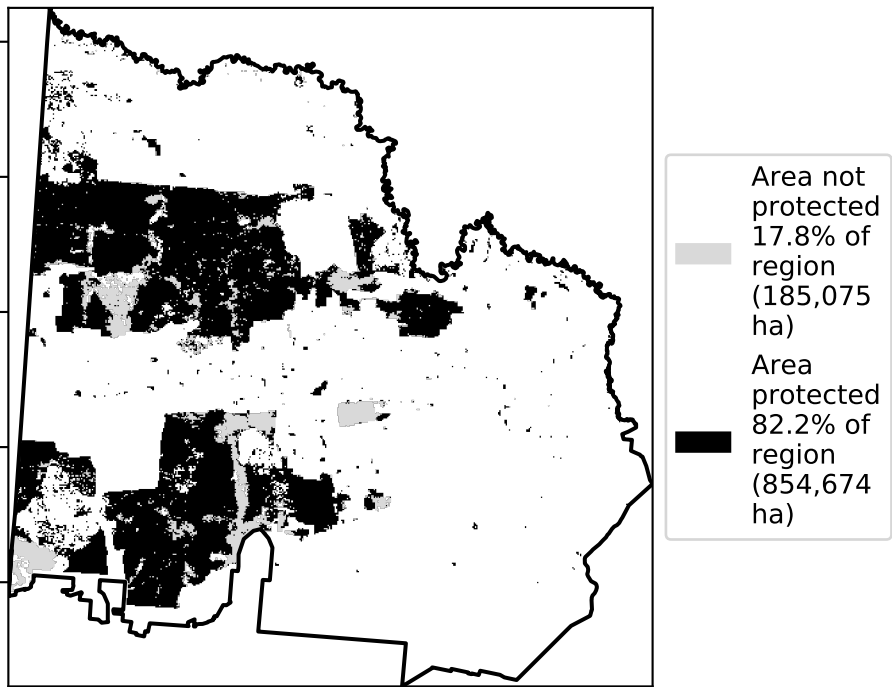 Area not
protected
17.8% of
region
(185,075
ha)
Area
protected
82.2% of
region
(854,674
ha)